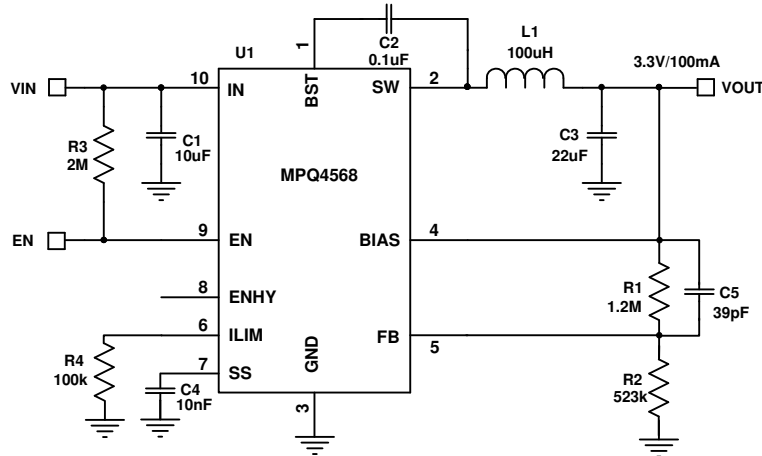 1
C2
0.1uF
U1
L1
100uH
3.3V/100mA
VIN
10
IN
BST
SW
2
VOUT
R3
2M
C1
10uF
C3
22uF
MPQ4568
EN
9
EN
BIAS
4
8
ENHY
R1
1.2M
C5
39pF
6
ILIM
GND
FB
5
R4
100k
7
SS
C4
10nF
3
R2
523k